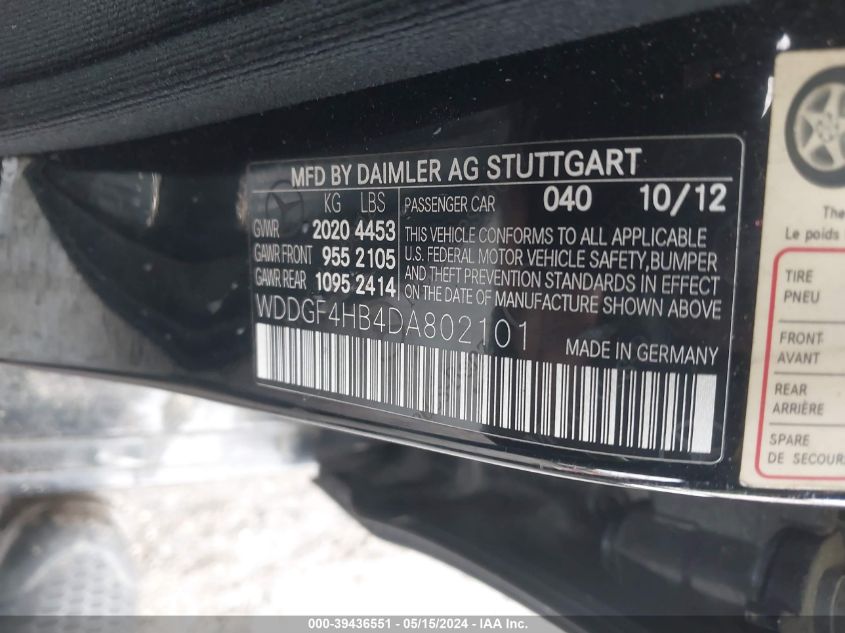 MFD BY DAIMLER AG STUTTGART
KG LBS
GVWR 2020 4453
GAWR FRONT 955 2105
GAWR REAR 1095 2414
PASSENGER CAR 040 10/12
THIS VEHICLE CONFORMS TO ALL APPLICABLE
U.S. FEDERAL MOTOR VEHICLE SAFETY, BUMPER
AND THEFT PREVENTION STANDARDS IN EFFECT
ON THE DATE OF MANUFACTURE SHOWN ABOVE
WDDGF4HB4DA802101
MADE IN GERMANY
The
Le poids
TIRE
PNEU
FRONT
AVANT
REAR
ARRIÈRE
SPARE
DE SECOUR
000-39436551 - 05/15/2024 - IAA Inc.